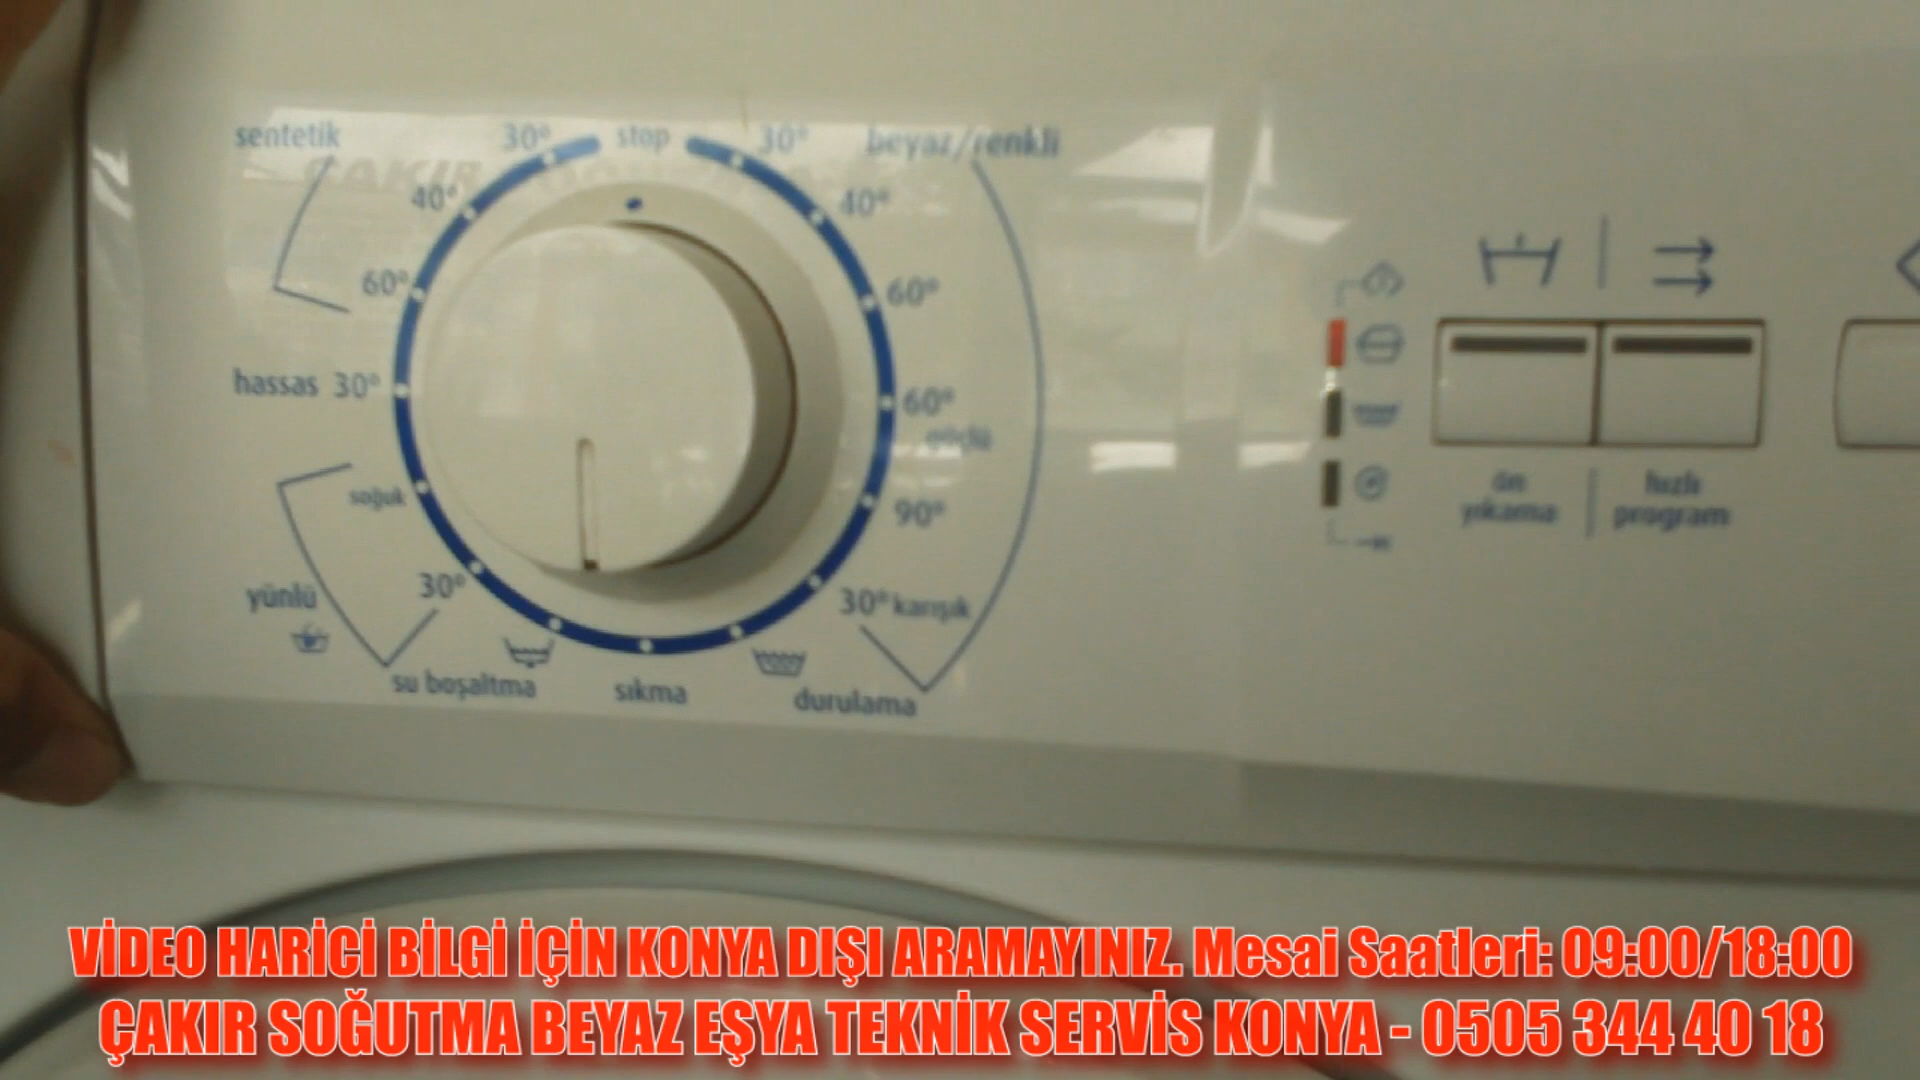 sentetik
30°
stop
30°
beyaz/renkli
40°
40°
60°
60°
hassas 30°
60°
güçlü
soğuk
90°
ön yıkama
hızlı program
yünlü
30°
30° karışık
su boşaltma
sıkma
durulama
VİDEO HARİCİ BİLGİ İÇİN KONYA DIŞI ARAMAYINIZ. Mesai Saatleri: 09:00/18:00
ÇAKIR SOĞUTMA BEYAZ EŞYA TEKNİK SERVİS KONYA - 0505 344 40 18